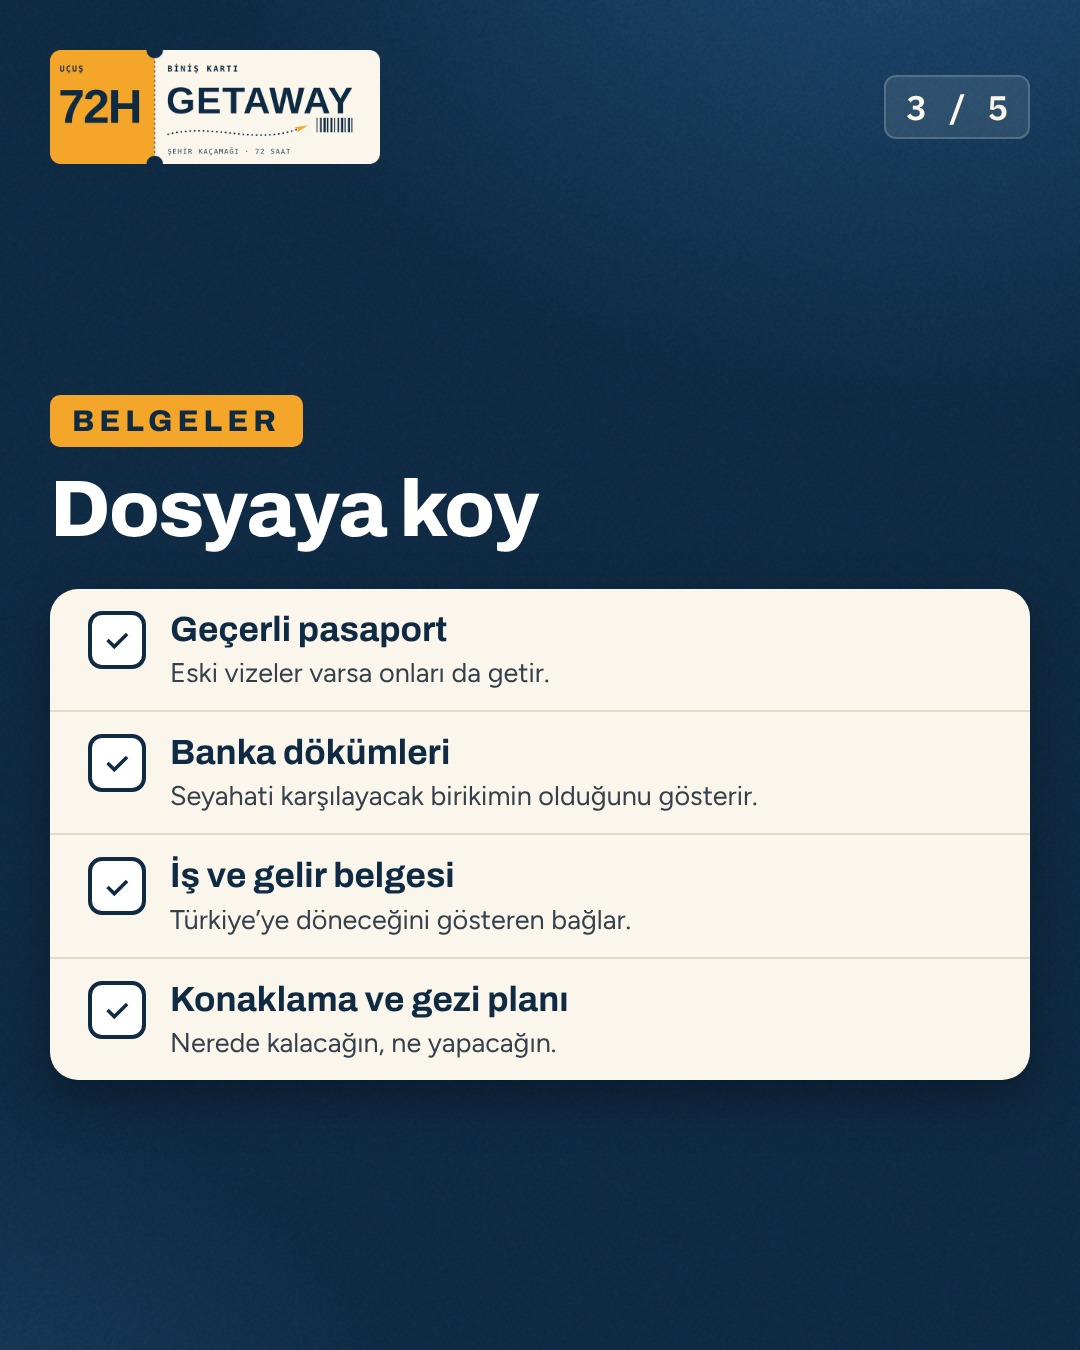 UÇUŞ
72H
BİNİŞ KARTI
GETAWAY
ŞEHİR KAÇAMAĞI · 72 SAAT
3 / 5
BELGELER
Dosyaya koy
Geçerli pasaport
Eski vizeler varsa onları da getir.
Banka dökümleri
Seyahati karşılayacak birikimin olduğunu gösterir.
İş ve gelir belgesi
Türkiye’ye döneceğini gösteren bağlar.
Konaklama ve gezi planı
Nerede kalacağın, ne yapacağın.